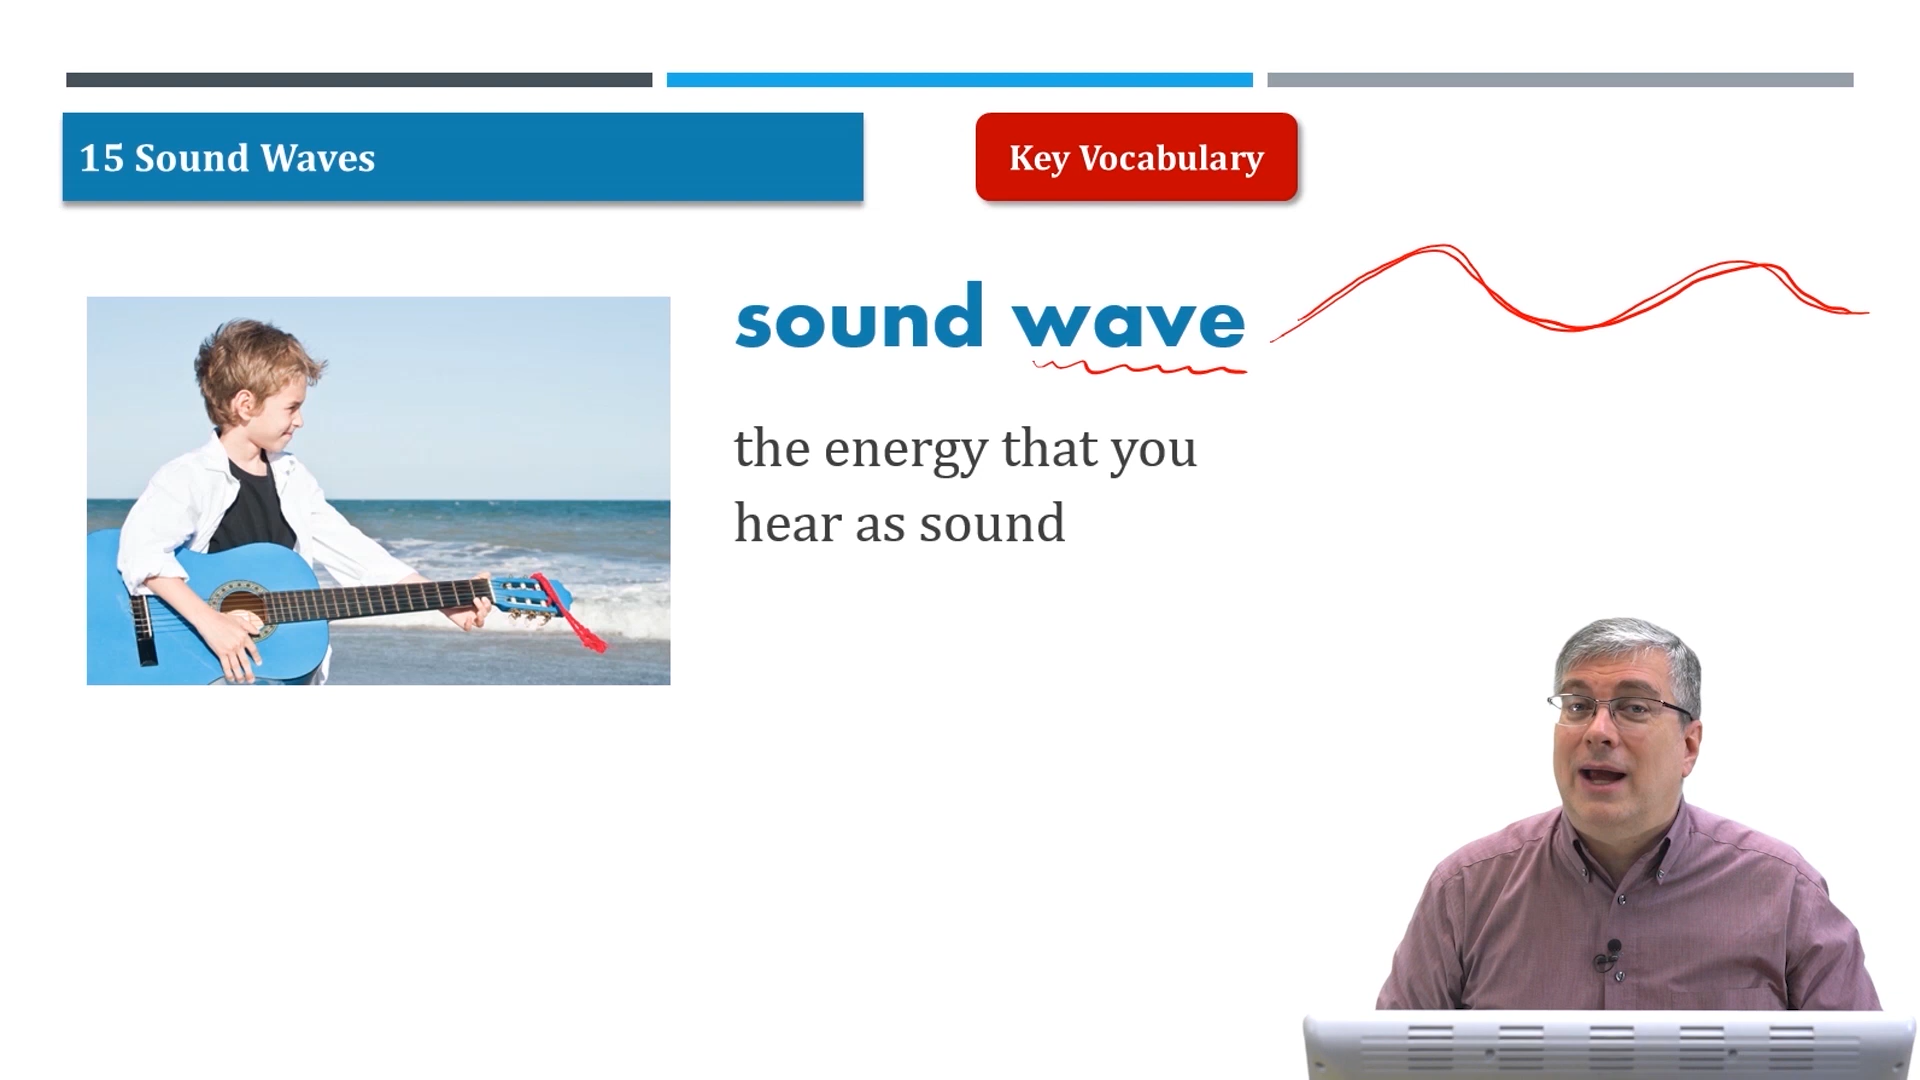 15 Sound Waves
Key Vocabulary
sound wave
the energy that you
hear as sound